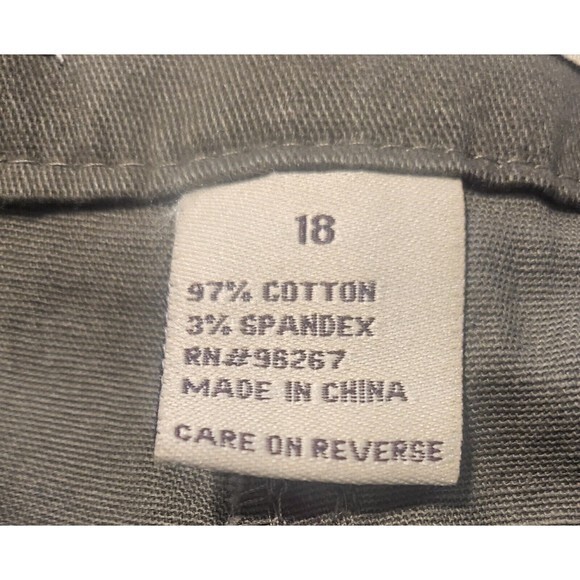 18
97% COTTON
3% SPANDEX
RN#96267
MADE IN CHINA
CARE ON REVERSE